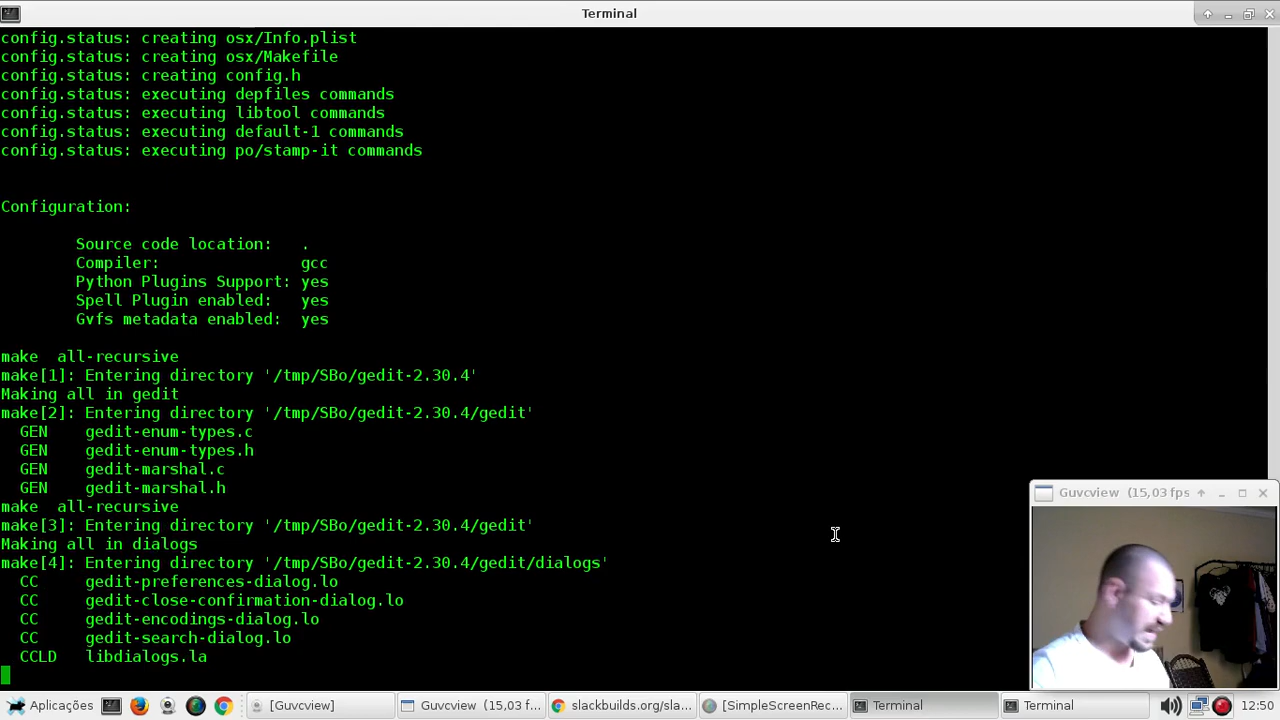 Terminal
config.status: creating osx/Info.plist
config.status: creating osx/Makefile
config.status: creating config.h
config.status: executing depfiles commands
config.status: executing libtool commands
config.status: executing default-1 commands
config.status: executing po/stamp-it commands
Configuration:
Source code location: .
Compiler: gcc
Python Plugins Support: yes
Spell Plugin enabled: yes
Gvfs metadata enabled: yes
make  all-recursive
make[1]: Entering directory '/tmp/SBo/gedit-2.30.4'
Making all in gedit
make[2]: Entering directory '/tmp/SBo/gedit-2.30.4/gedit'
GEN gedit-enum-types.c
GEN gedit-enum-types.h
GEN gedit-marshal.c
GEN gedit-marshal.h
make  all-recursive
make[3]: Entering directory '/tmp/SBo/gedit-2.30.4/gedit'
Making all in dialogs
make[4]: Entering directory '/tmp/SBo/gedit-2.30.4/gedit/dialogs'
CC gedit-preferences-dialog.lo
CC gedit-close-confirmation-dialog.lo
CC gedit-encodings-dialog.lo
CC gedit-search-dialog.lo
CCLD libdialogs.la
Guvcview (15,03 fps
Aplicações [Guvcview] Guvcview (15,03 f... slackbuilds.org/sla... [SimpleScreenRec... Terminal Terminal 12:50